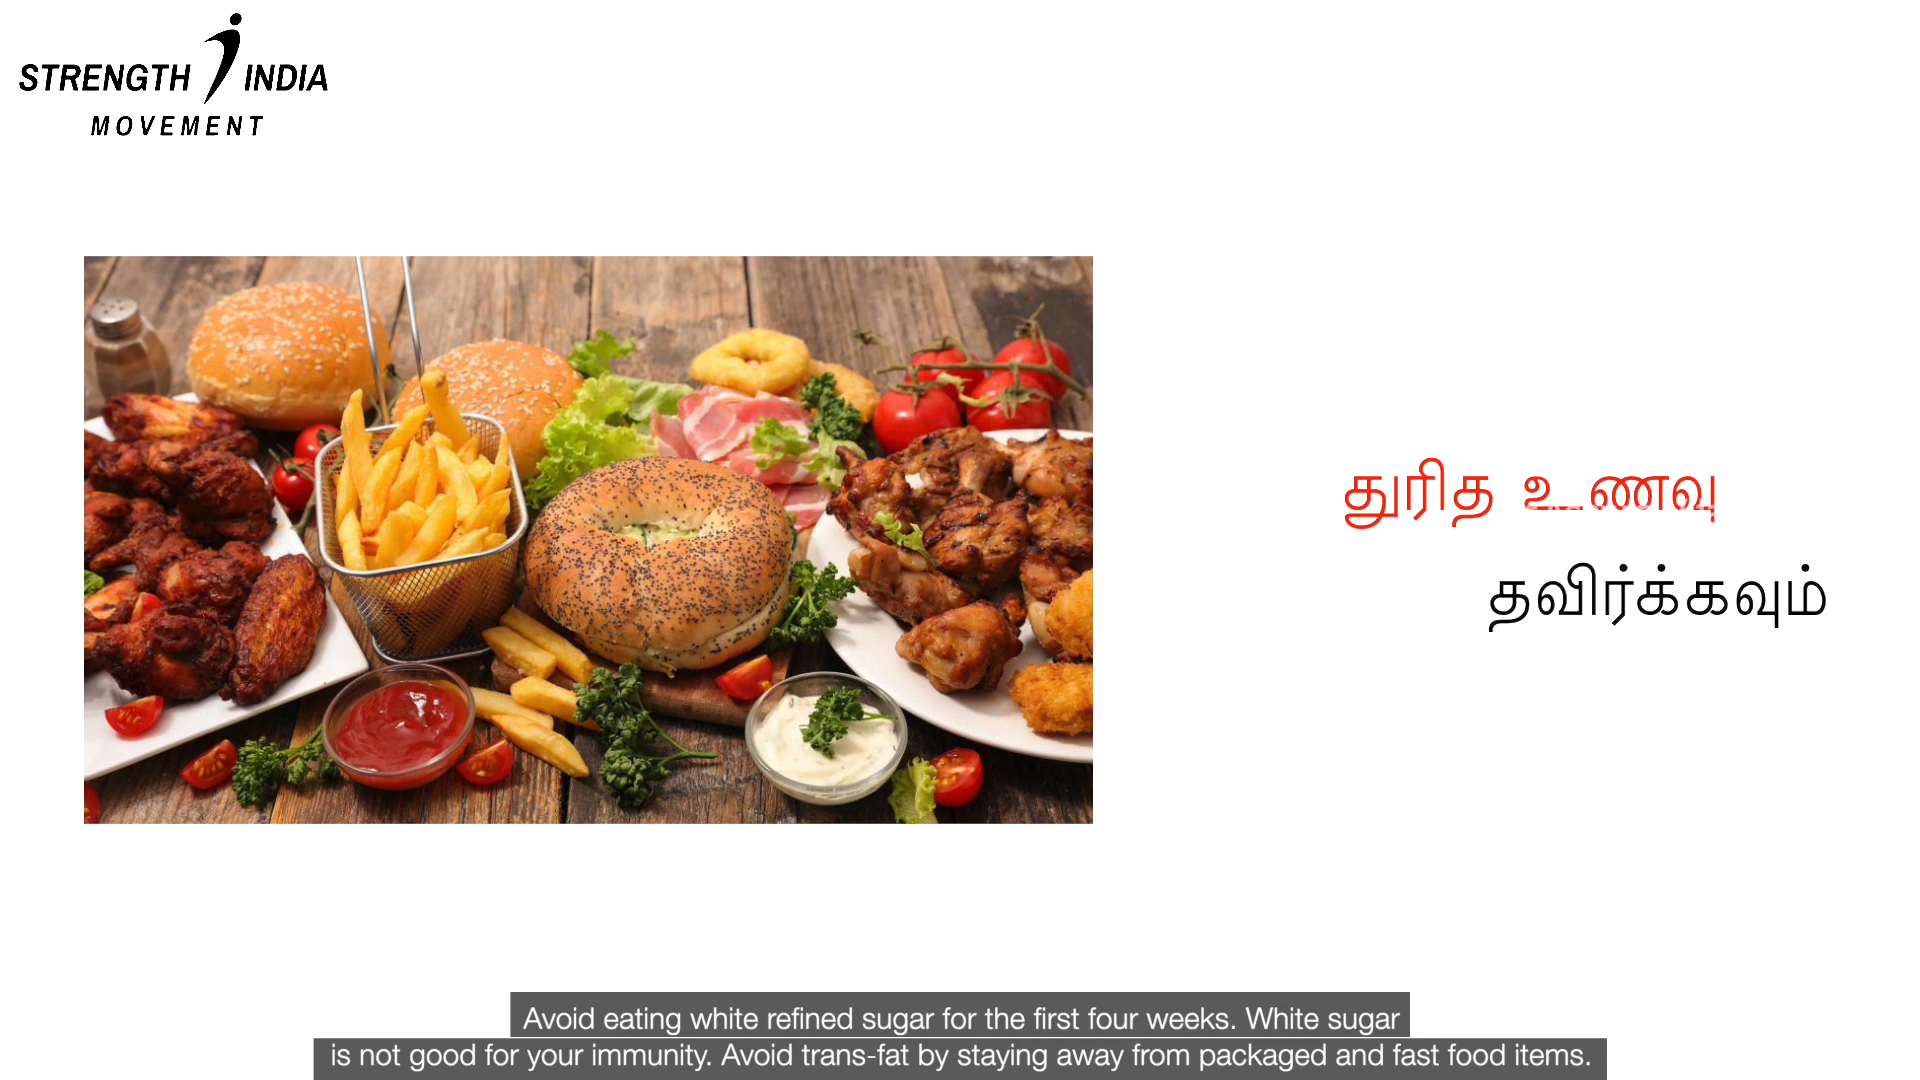 STRENGTH INDIA
MOVEMENT
துரித உணவு
தவிர்க்கவும்
Avoid eating white refined sugar for the first four weeks. White sugar
is not good for your immunity. Avoid trans-fat by staying away from packaged and fast food items.